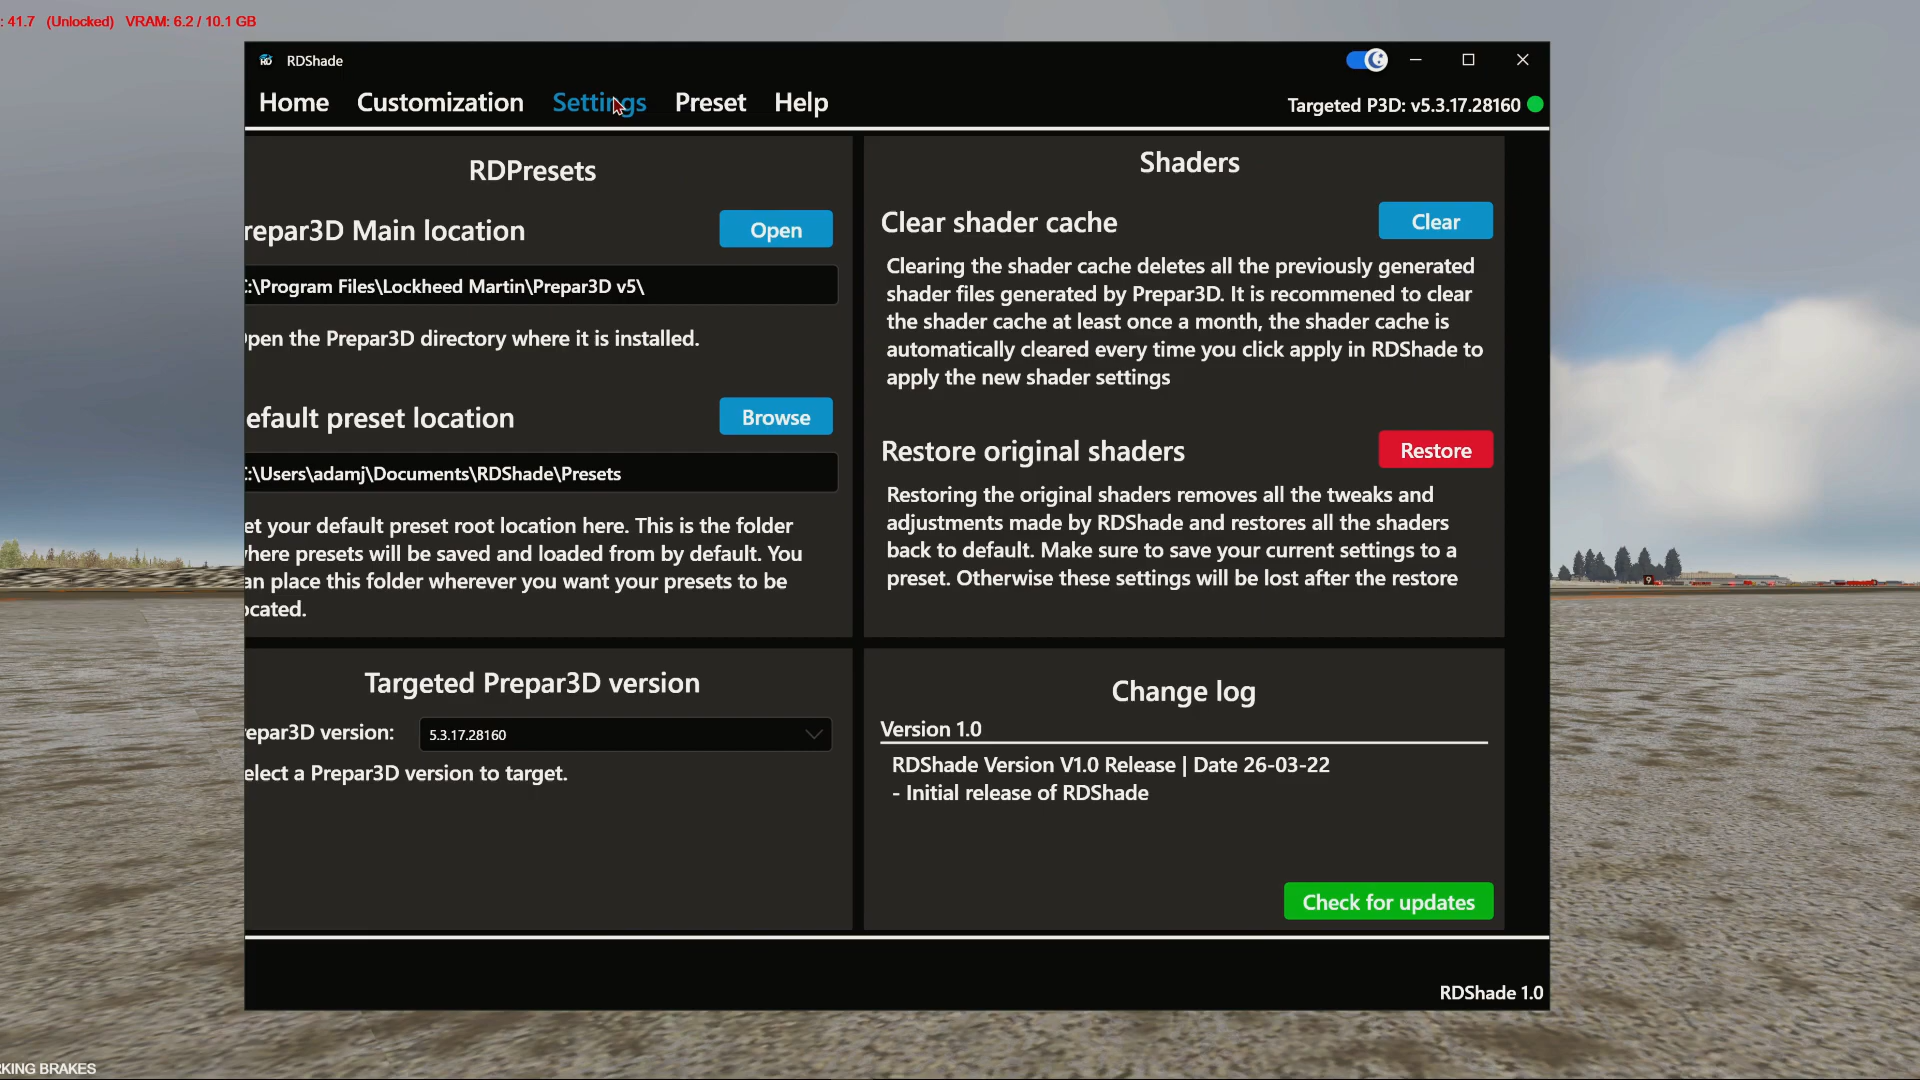 : 41.7 (Unlocked) VRAM: 6.2 / 10.1 GB
RDShade
Home Customization Settings Preset Help
Targeted P3D: v5.3.17.28160
RDPresets
repar3D Main location
Open
:\Program Files\Lockheed Martin\Prepar3D v5\
pen the Prepar3D directory where it is installed.
efault preset location
Browse
:\Users\adamj\Documents\RDShade\Presets
et your default preset root location here. This is the folder
here presets will be saved and loaded from by default. You
an place this folder wherever you want your presets to be
ocated.
Shaders
Clear shader cache
Clear
Clearing the shader cache deletes all the previously generated
shader files generated by Prepar3D. It is recommened to clear
the shader cache at least once a month, the shader cache is
automatically cleared every time you click apply in RDShade to
apply the new shader settings
Restore original shaders
Restore
Restoring the original shaders removes all the tweaks and
adjustments made by RDShade and restores all the shaders
back to default. Make sure to save your current settings to a
preset. Otherwise these settings will be lost after the restore
Targeted Prepar3D version
epar3D version:
5.3.17.28160
elect a Prepar3D version to target.
Change log
Version 1.0
RDShade Version V1.0 Release | Date 26-03-22
- Initial release of RDShade
Check for updates
RDShade 1.0
9
KING BRAKES